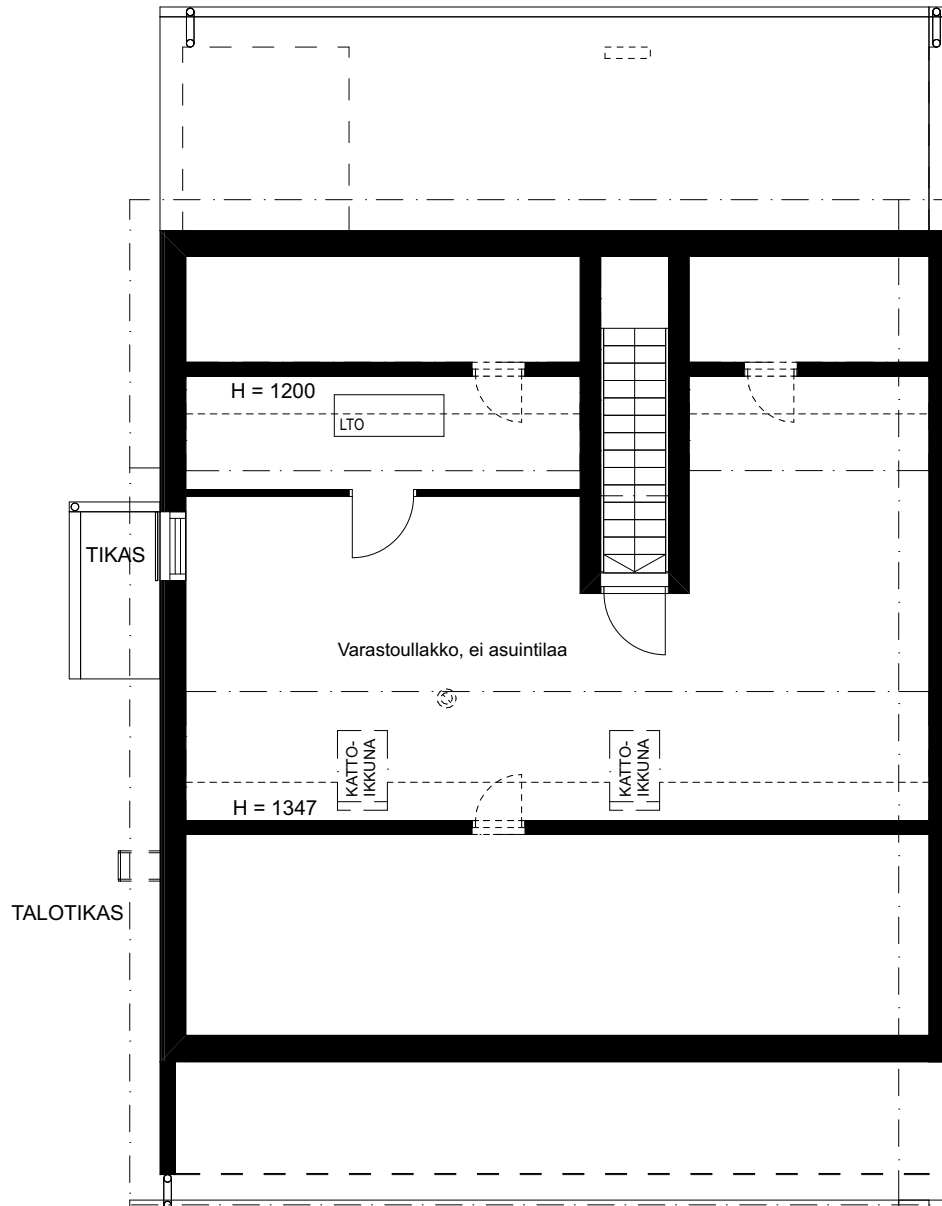 H = 1200
LTO
TIKAS
Varastoullakko, ei asuintilaa
KATTO-
IKKUNA
KATTO-
IKKUNA
H = 1347
TALOTIKAS